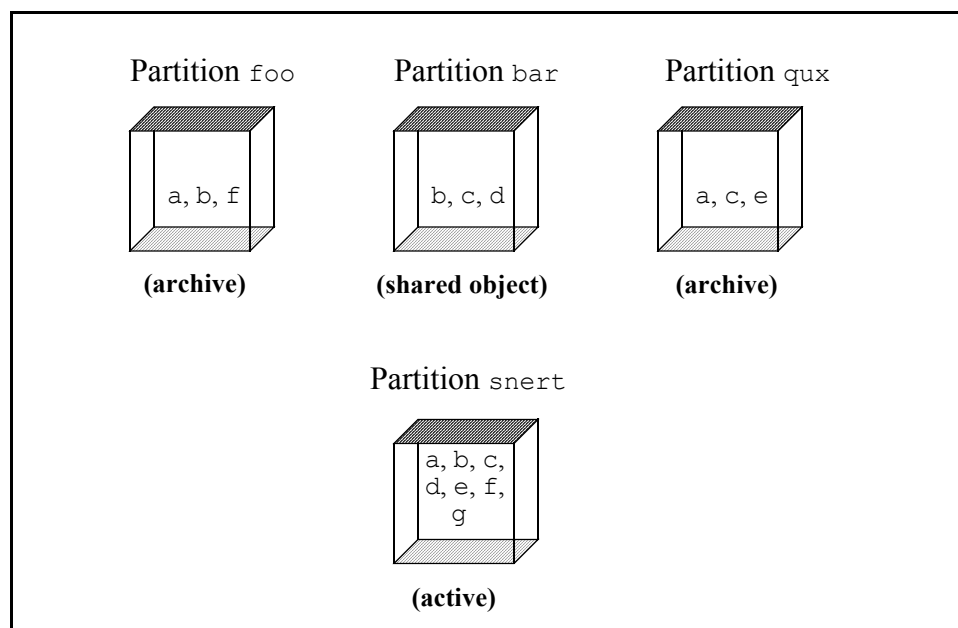 Partition foo
Partition bar
Partition qux
a, b, f
b, c, d
a, c, e
(archive)
(shared object)
(archive)
Partition snert
a, b, c,
d, e, f,
g
(active)